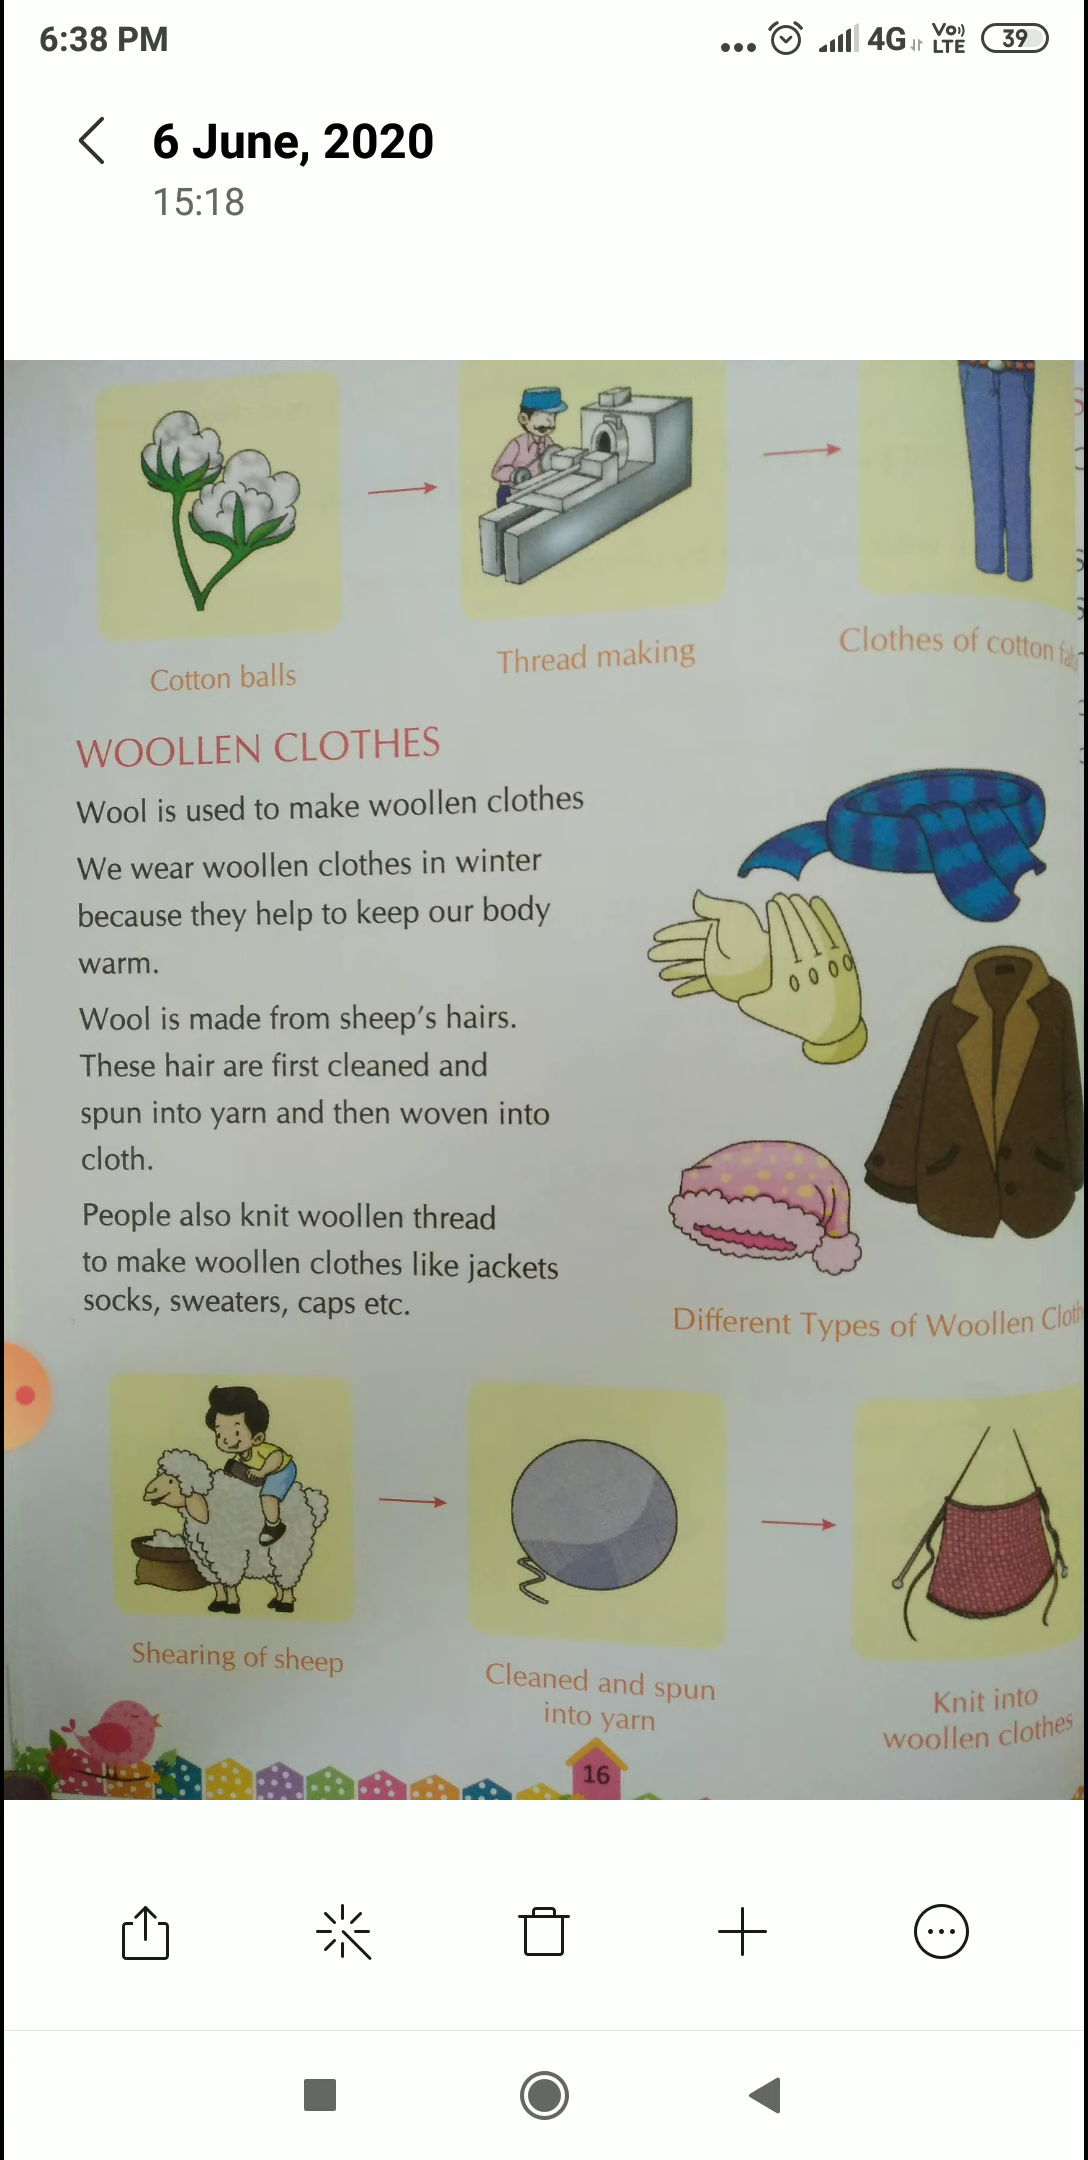 6:38 PM
4G
Vo))
LTE
39
6 June, 2020
15:18
Cotton balls
Thread making
Clothes of cotton
WOOLLEN CLOTHES
Wool is used to make woollen clothes
We wear woollen clothes in winter
because they help to keep our body
warm.
Wool is made from sheep's hairs.
These hair are first cleaned and
spun into yarn and then woven into
cloth.
People also knit woollen thread
to make woollen clothes like jackets
socks, sweaters, caps etc.
Different Types of Woollen Cloth
Shearing of sheep
Cleaned and spun
into yarn
Knit into
woollen clothes
16